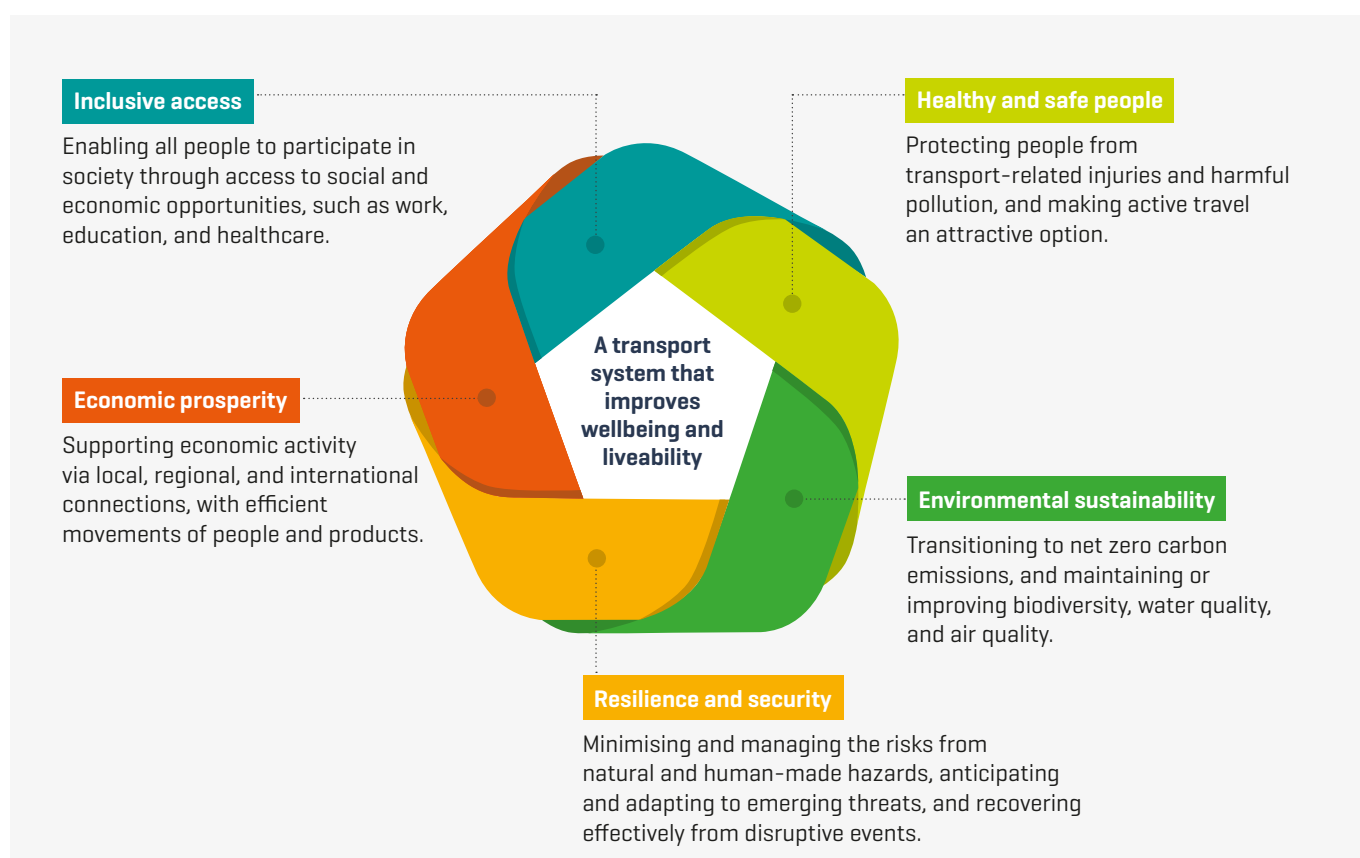 Inclusive access
Enabling all people to participate in
society through access to social and
economic opportunities, such as work,
education, and healthcare.
Healthy and safe people
Protecting people from
transport-related injuries and harmful
pollution, and making active travel
an attractive option.
A transport
system that
improves
wellbeing and
liveability
Economic prosperity
Supporting economic activity
via local, regional, and international
connections, with efficient
movements of people and products.
Environmental sustainability
Transitioning to net zero carbon
emissions, and maintaining or
improving biodiversity, water quality,
and air quality.
Resilience and security
Minimising and managing the risks from
natural and human-made hazards, anticipating
and adapting to emerging threats, and recovering
effectively from disruptive events.